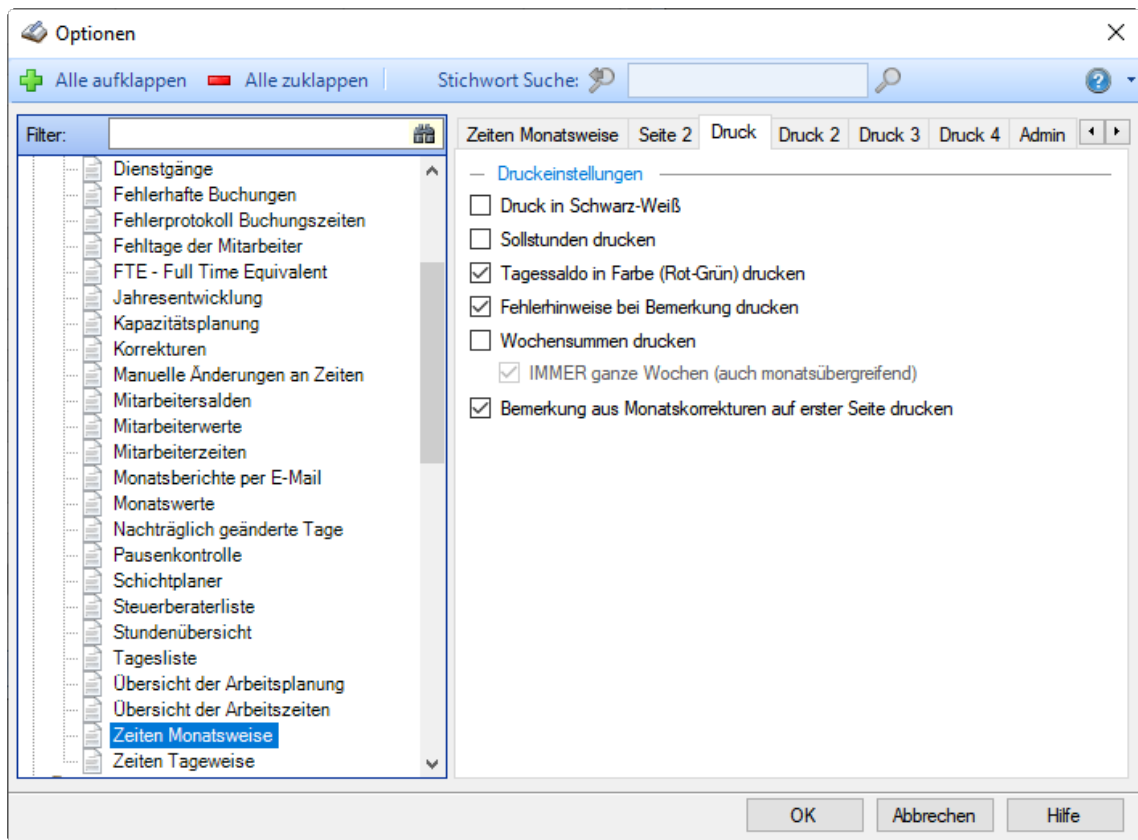 Optionen
Alle aufklappen Alle zuklappen Stichwort Suche:
Filter:
Dienstgänge
Fehlerhafte Buchungen
Fehlerprotokoll Buchungszeiten
Fehltage der Mitarbeiter
FTE - Full Time Equivalent
Jahresentwicklung
Kapazitätsplanung
Korrekturen
Manuelle Änderungen an Zeiten
Mitarbeitersalden
Mitarbeiterwerte
Mitarbeiterzeiten
Monatsberichte per E-Mail
Monatswerte
Nachträglich geänderte Tage
Pausenkontrolle
Schichtplaner
Steuerberaterliste
Stundenübersicht
Tagesliste
Übersicht der Arbeitsplanung
Übersicht der Arbeitszeiten
Zeiten Monatsweise
Zeiten Tageweise
Zeiten Monatsweise Seite 2 Druck Druck 2 Druck 3 Druck 4 Admin
Druckeinstellungen
Druck in Schwarz-Weiß
Sollstunden drucken
Tagessaldo in Farbe (Rot-Grün) drucken
Fehlerhinweise bei Bemerkung drucken
Wochensummen drucken
IMMER ganze Wochen (auch monatsübergreifend)
Bemerkung aus Monatskorrekturen auf erster Seite drucken
OK Abbrechen Hilfe